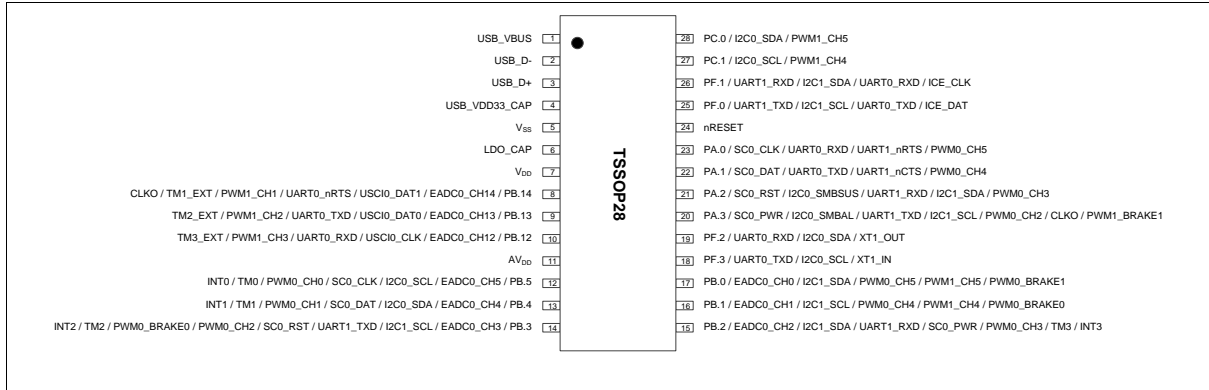 USB_VBUS 1
USB_D- 2
USB_D+ 3
USB_VDD33_CAP 4
VSS 5
LDO_CAP 6
VDD 7
CLKO / TM1_EXT / PWM1_CH1 / UART0_nRTS / USCI0_DAT1 / EADC0_CH14 / PB.14 8
TM2_EXT / PWM1_CH2 / UART0_TXD / USCI0_DAT0 / EADC0_CH13 / PB.13 9
TM3_EXT / PWM1_CH3 / UART0_RXD / USCI0_CLK / EADC0_CH12 / PB.12 10
AVDD 11
INT0 / TM0 / PWM0_CH0 / SC0_CLK / I2C0_SCL / EADC0_CH5 / PB.5 12
INT1 / TM1 / PWM0_CH1 / SC0_DAT / I2C0_SDA / EADC0_CH4 / PB.4 13
INT2 / TM2 / PWM0_BRAKE0 / PWM0_CH2 / SC0_RST / UART1_TXD / I2C1_SCL / EADC0_CH3 / PB.3 14
TSSOP28
28 PC.0 / I2C0_SDA / PWM1_CH5
27 PC.1 / I2C0_SCL / PWM1_CH4
26 PF.1 / UART1_RXD / I2C1_SDA / UART0_RXD / ICE_CLK
25 PF.0 / UART1_TXD / I2C1_SCL / UART0_TXD / ICE_DAT
24 nRESET
23 PA.0 / SC0_CLK / UART0_RXD / UART1_nRTS / PWM0_CH5
22 PA.1 / SC0_DAT / UART0_TXD / UART1_nCTS / PWM0_CH4
21 PA.2 / SC0_RST / I2C0_SMBSUS / UART1_RXD / I2C1_SDA / PWM0_CH3
20 PA.3 / SC0_PWR / I2C0_SMBAL / UART1_TXD / I2C1_SCL / PWM0_CH2 / CLKO / PWM1_BRAKE1
19 PF.2 / UART0_RXD / I2C0_SDA / XT1_OUT
18 PF.3 / UART0_TXD / I2C0_SCL / XT1_IN
17 PB.0 / EADC0_CH0 / I2C1_SDA / PWM0_CH5 / PWM1_CH5 / PWM0_BRAKE1
16 PB.1 / EADC0_CH1 / I2C1_SCL / PWM0_CH4 / PWM1_CH4 / PWM0_BRAKE0
15 PB.2 / EADC0_CH2 / I2C1_SDA / UART1_RXD / SC0_PWR / PWM0_CH3 / TM3 / INT3